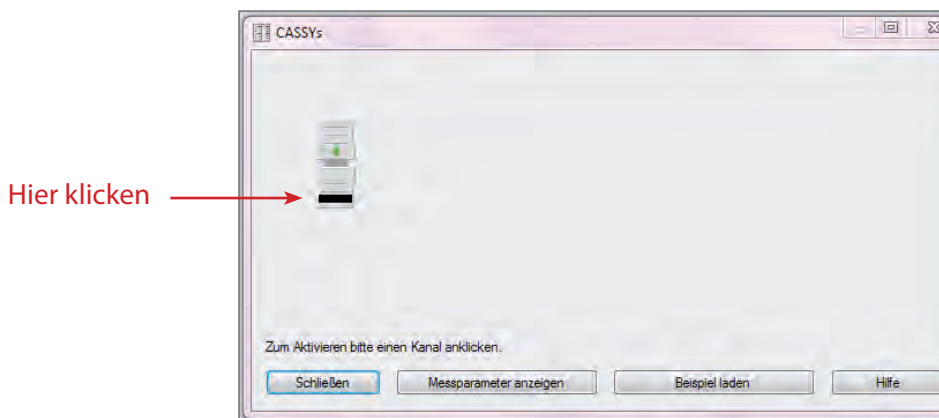 CASSYs
Hier klicken
Zum Aktivieren bitte einen Kanal anklicken.
Schließen Messparameter anzeigen Beispiel laden Hilfe